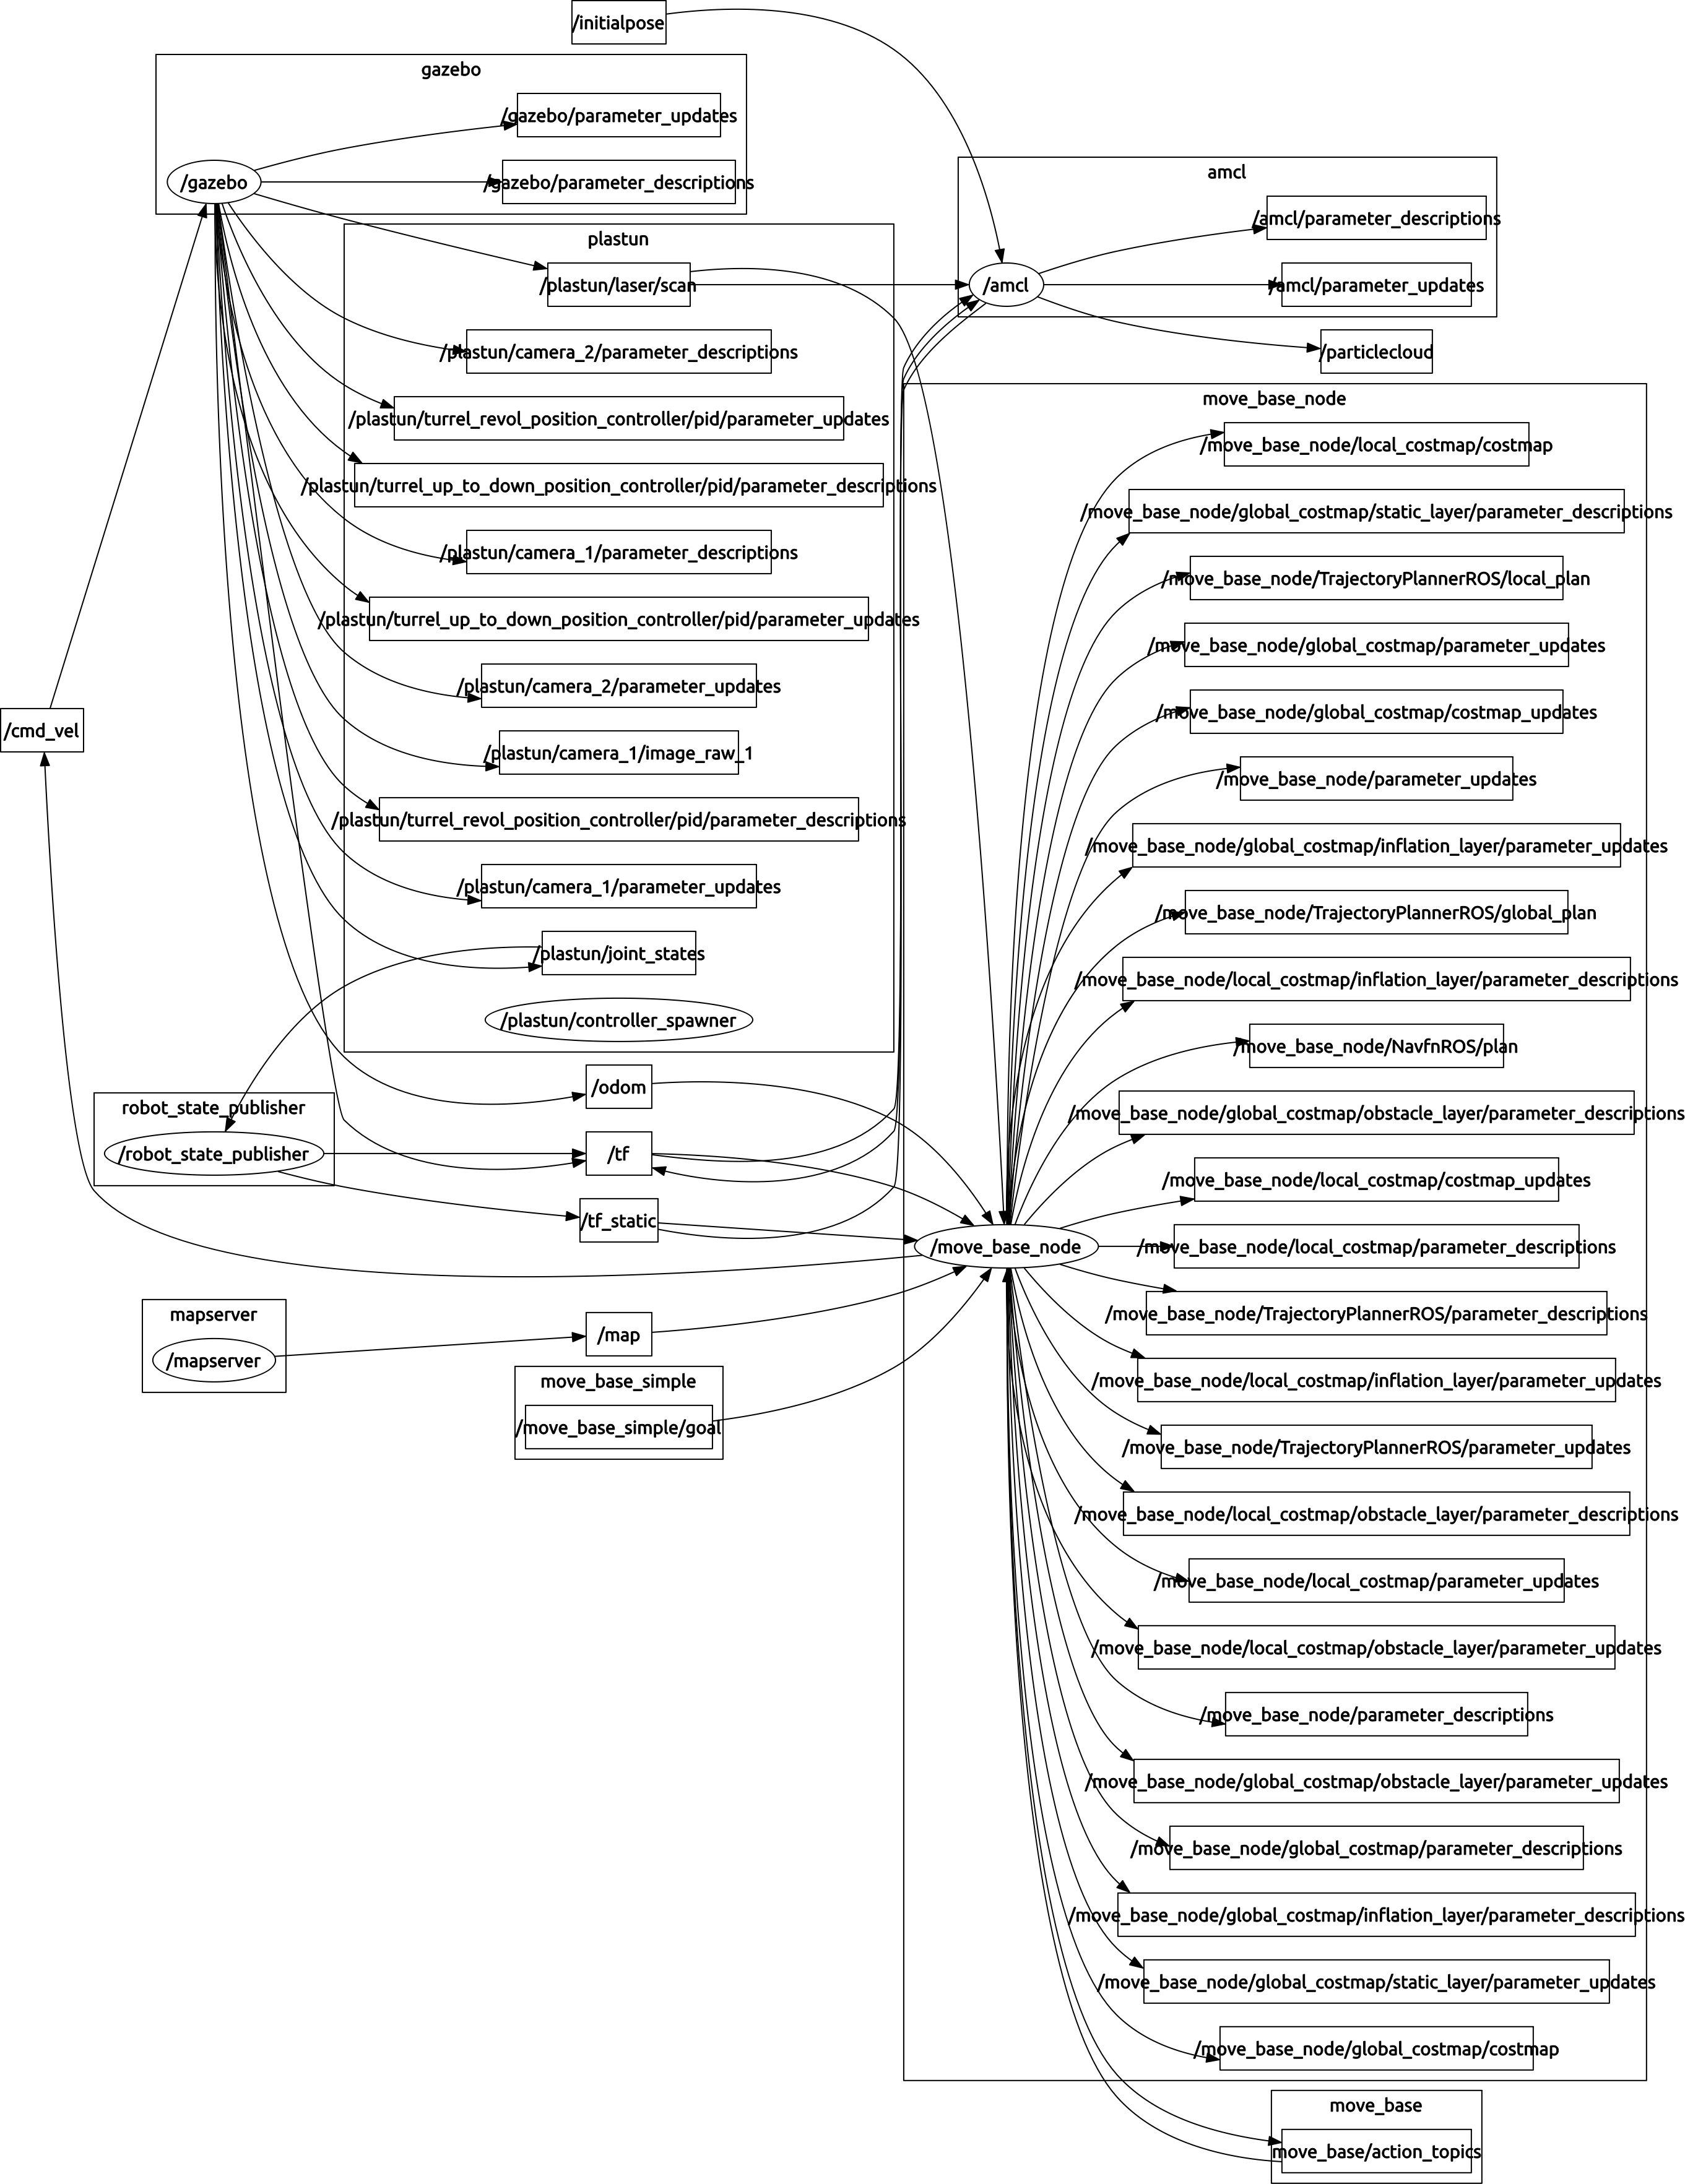 /initialpose
gazebo
/gazebo/parameter_updates
/gazebo
/gazebo/parameter_descriptions
plastun
/plastun/laser/scan
/plastun/camera_2/parameter_descriptions
/plastun/turrel_revol_position_controller/pid/parameter_updates
/plastun/turrel_up_to_down_position_controller/pid/parameter_descriptions
/plastun/camera_1/parameter_descriptions
/plastun/turrel_up_to_down_position_controller/pid/parameter_updates
/plastun/camera_2/parameter_updates
/plastun/camera_1/image_raw_1
/plastun/turrel_revol_position_controller/pid/parameter_descriptions
/plastun/camera_1/parameter_updates
/plastun/joint_states
/plastun/controller_spawner
/cmd_vel
/odom
robot_state_publisher
/robot_state_publisher
/tf
/tf_static
mapserver
/mapserver
/map
move_base_simple
/move_base_simple/goal
amcl
/amcl/parameter_descriptions
/amcl
/amcl/parameter_updates
/particlecloud
move_base_node
/move_base_node/local_costmap/costmap
/move_base_node/global_costmap/static_layer/parameter_descriptions
/move_base_node/TrajectoryPlannerROS/local_plan
/move_base_node/global_costmap/parameter_updates
/move_base_node/global_costmap/costmap_updates
/move_base_node/parameter_updates
/move_base_node/global_costmap/inflation_layer/parameter_updates
/move_base_node/TrajectoryPlannerROS/global_plan
/move_base_node/local_costmap/inflation_layer/parameter_descriptions
/move_base_node/NavfnROS/plan
/move_base_node/global_costmap/obstacle_layer/parameter_descriptions
/move_base_node/local_costmap/costmap_updates
/move_base_node
/move_base_node/local_costmap/parameter_descriptions
/move_base_node/TrajectoryPlannerROS/parameter_descriptions
/move_base_node/local_costmap/inflation_layer/parameter_updates
/move_base_node/TrajectoryPlannerROS/parameter_updates
/move_base_node/local_costmap/obstacle_layer/parameter_descriptions
/move_base_node/local_costmap/parameter_updates
/move_base_node/local_costmap/obstacle_layer/parameter_updates
/move_base_node/parameter_descriptions
/move_base_node/global_costmap/obstacle_layer/parameter_updates
/move_base_node/global_costmap/parameter_descriptions
/move_base_node/global_costmap/inflation_layer/parameter_descriptions
/move_base_node/global_costmap/static_layer/parameter_updates
/move_base_node/global_costmap/costmap
move_base
move_base/action_topics